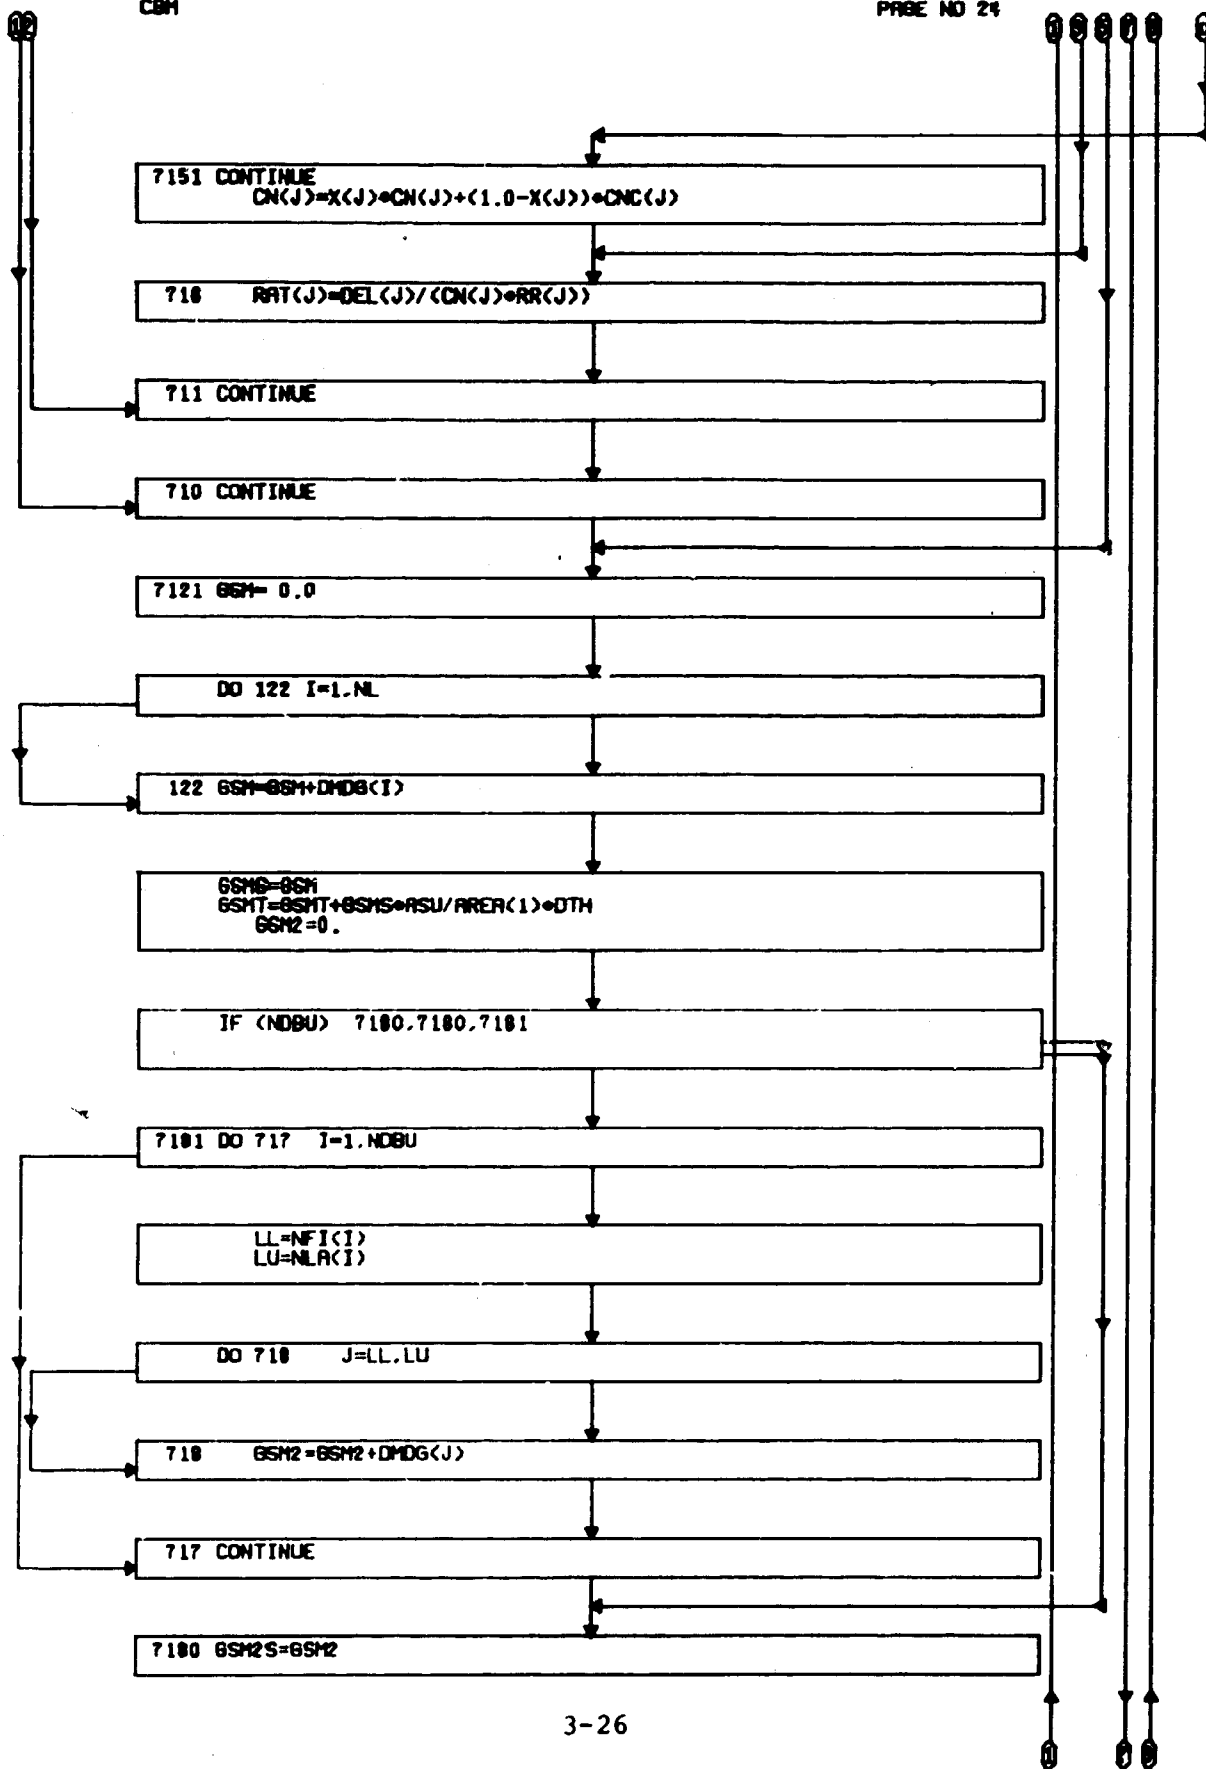 CBM
PAGE NO 24
7151 CONTINUE
CN(J)=X(J)*CN(J)+(1.0-X(J))*CNC(J)
716 RAT(J)=DEL(J)/(CN(J)*RR(J))
711 CONTINUE
710 CONTINUE
7121 GSM= 0.0
DO 122 I=1,NL
122 GSM=GSM+DMDG(I)
GSMS=GSM
GSMT=GSMT+GSMS*ASU/AREA(1)*DTH
GSM2=0.
IF (NDBU) 7180,7180,7181
7181 DO 717 I=1,NDBU
LL=NFI(I)
LU=NLA(I)
DO 718 J=LL,LU
718 GSM2=GSM2+DMDG(J)
717 CONTINUE
7180 GSM2S=GSM2
3-26